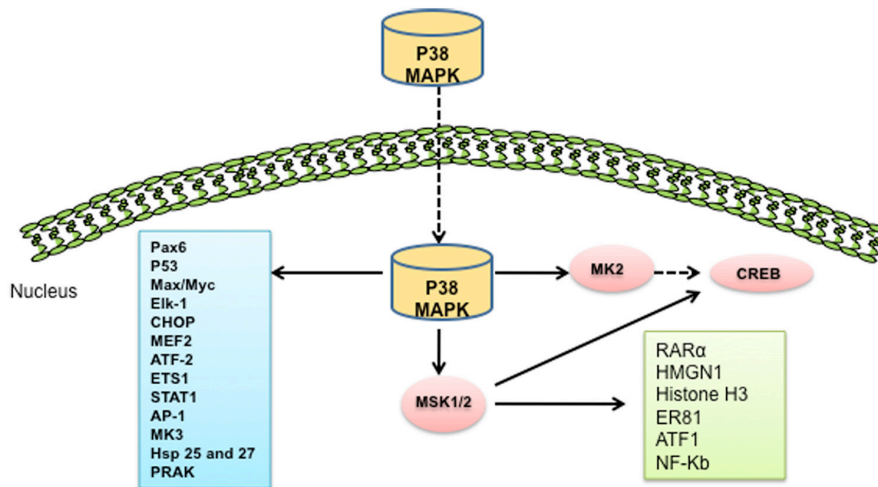 P38
MAPK
Nucleus
Pax6
P53
Max/Myc
Elk-1
CHOP
MEF2
ATF-2
ETS1
STAT1
AP-1
MK3
Hsp 25 and 27
PRAK
P38
MAPK
MK2
CREB
MSK1/2
RARα
HMGN1
Histone H3
ER81
ATF1
NF-Kb